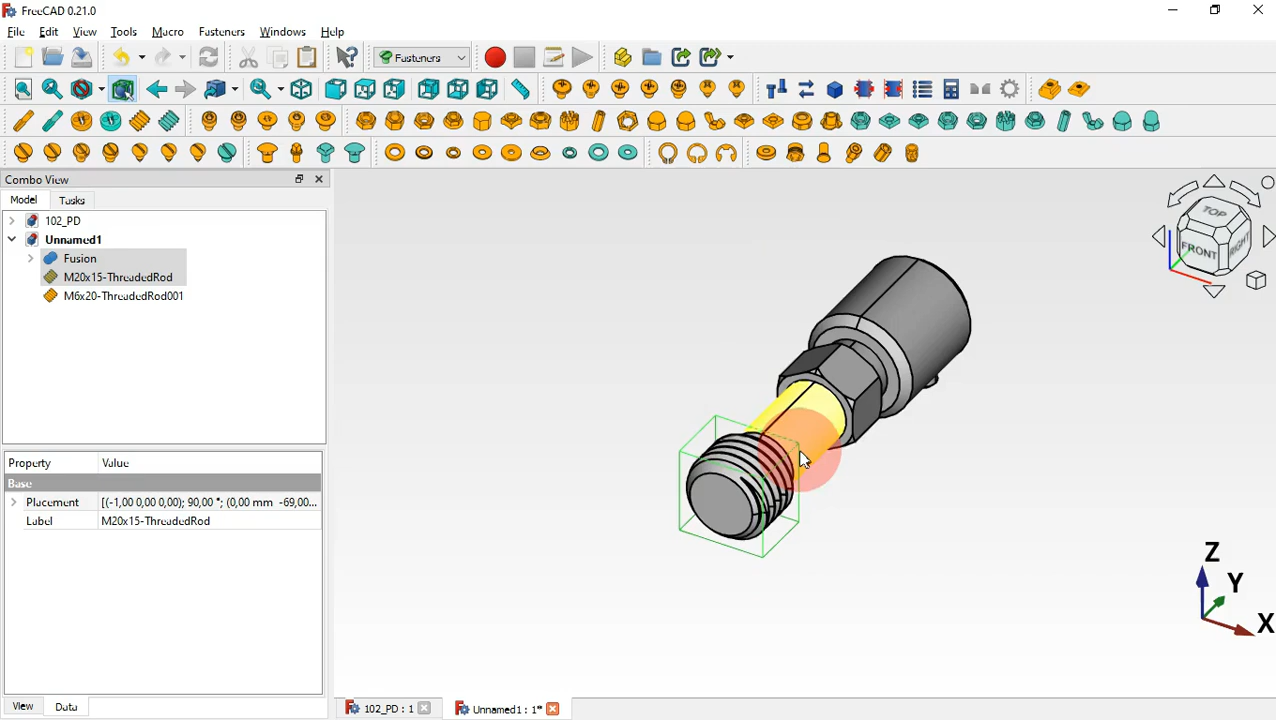 FreeCAD 0.21.0
File Edit View Tools Macro Fasteners Windows Help
Fasteners
Combo View
Model Tasks
102_PD
Unnamed1
Fusion
M20x15-ThreadedRod
M6x20-ThreadedRod001
Property Value
Base
Placement [(-1,00 0,00 0,00); 90,00 °; (0,00 mm -69,00...
Label M20x15-ThreadedRod
View Data
102_PD : 1
Unnamed1 : 1*
TOP
FRONT
RIGHT
Z
Y
X